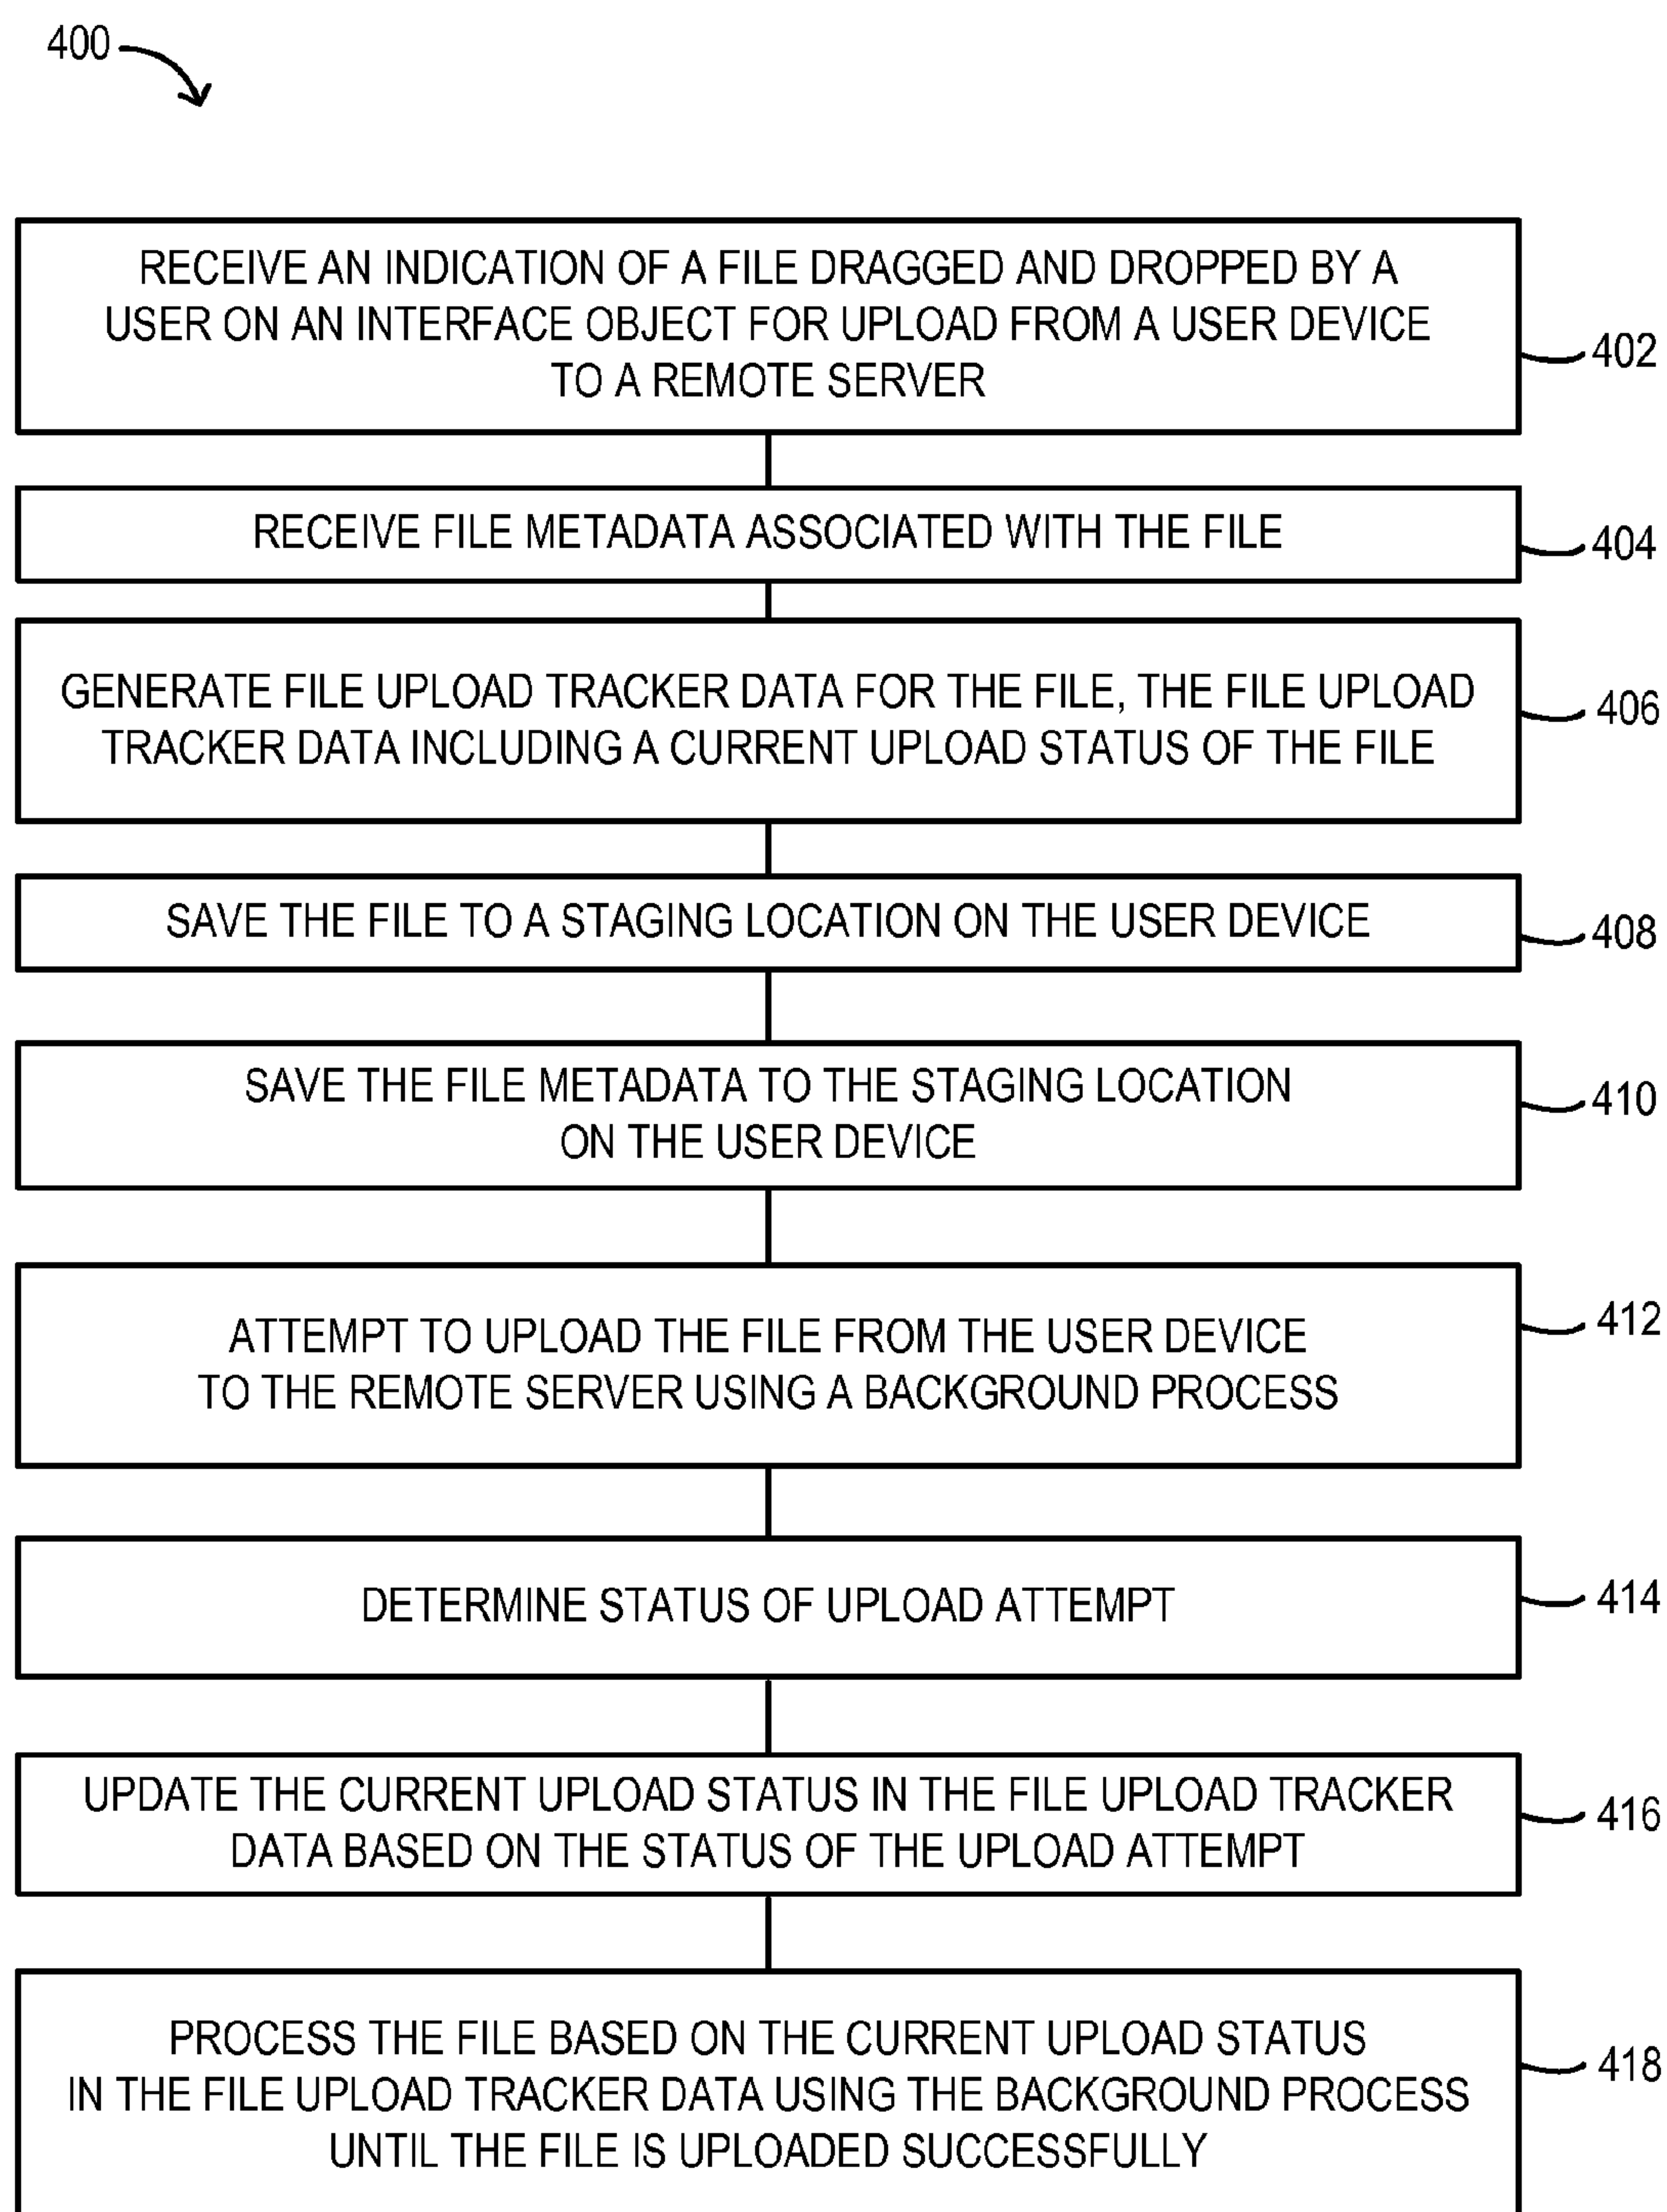 400
RECEIVE AN INDICATION OF A FILE DRAGGED AND DROPPED BY A
USER ON AN INTERFACE OBJECT FOR UPLOAD FROM A USER DEVICE
TO A REMOTE SERVER
402
RECEIVE FILE METADATA ASSOCIATED WITH THE FILE
404
GENERATE FILE UPLOAD TRACKER DATA FOR THE FILE, THE FILE UPLOAD
TRACKER DATA INCLUDING A CURRENT UPLOAD STATUS OF THE FILE
406
SAVE THE FILE TO A STAGING LOCATION ON THE USER DEVICE
408
SAVE THE FILE METADATA TO THE STAGING LOCATION
ON THE USER DEVICE
410
ATTEMPT TO UPLOAD THE FILE FROM THE USER DEVICE
TO THE REMOTE SERVER USING A BACKGROUND PROCESS
412
DETERMINE STATUS OF UPLOAD ATTEMPT
414
UPDATE THE CURRENT UPLOAD STATUS IN THE FILE UPLOAD TRACKER
DATA BASED ON THE STATUS OF THE UPLOAD ATTEMPT
416
PROCESS THE FILE BASED ON THE CURRENT UPLOAD STATUS
IN THE FILE UPLOAD TRACKER DATA USING THE BACKGROUND PROCESS
UNTIL THE FILE IS UPLOADED SUCCESSFULLY
418